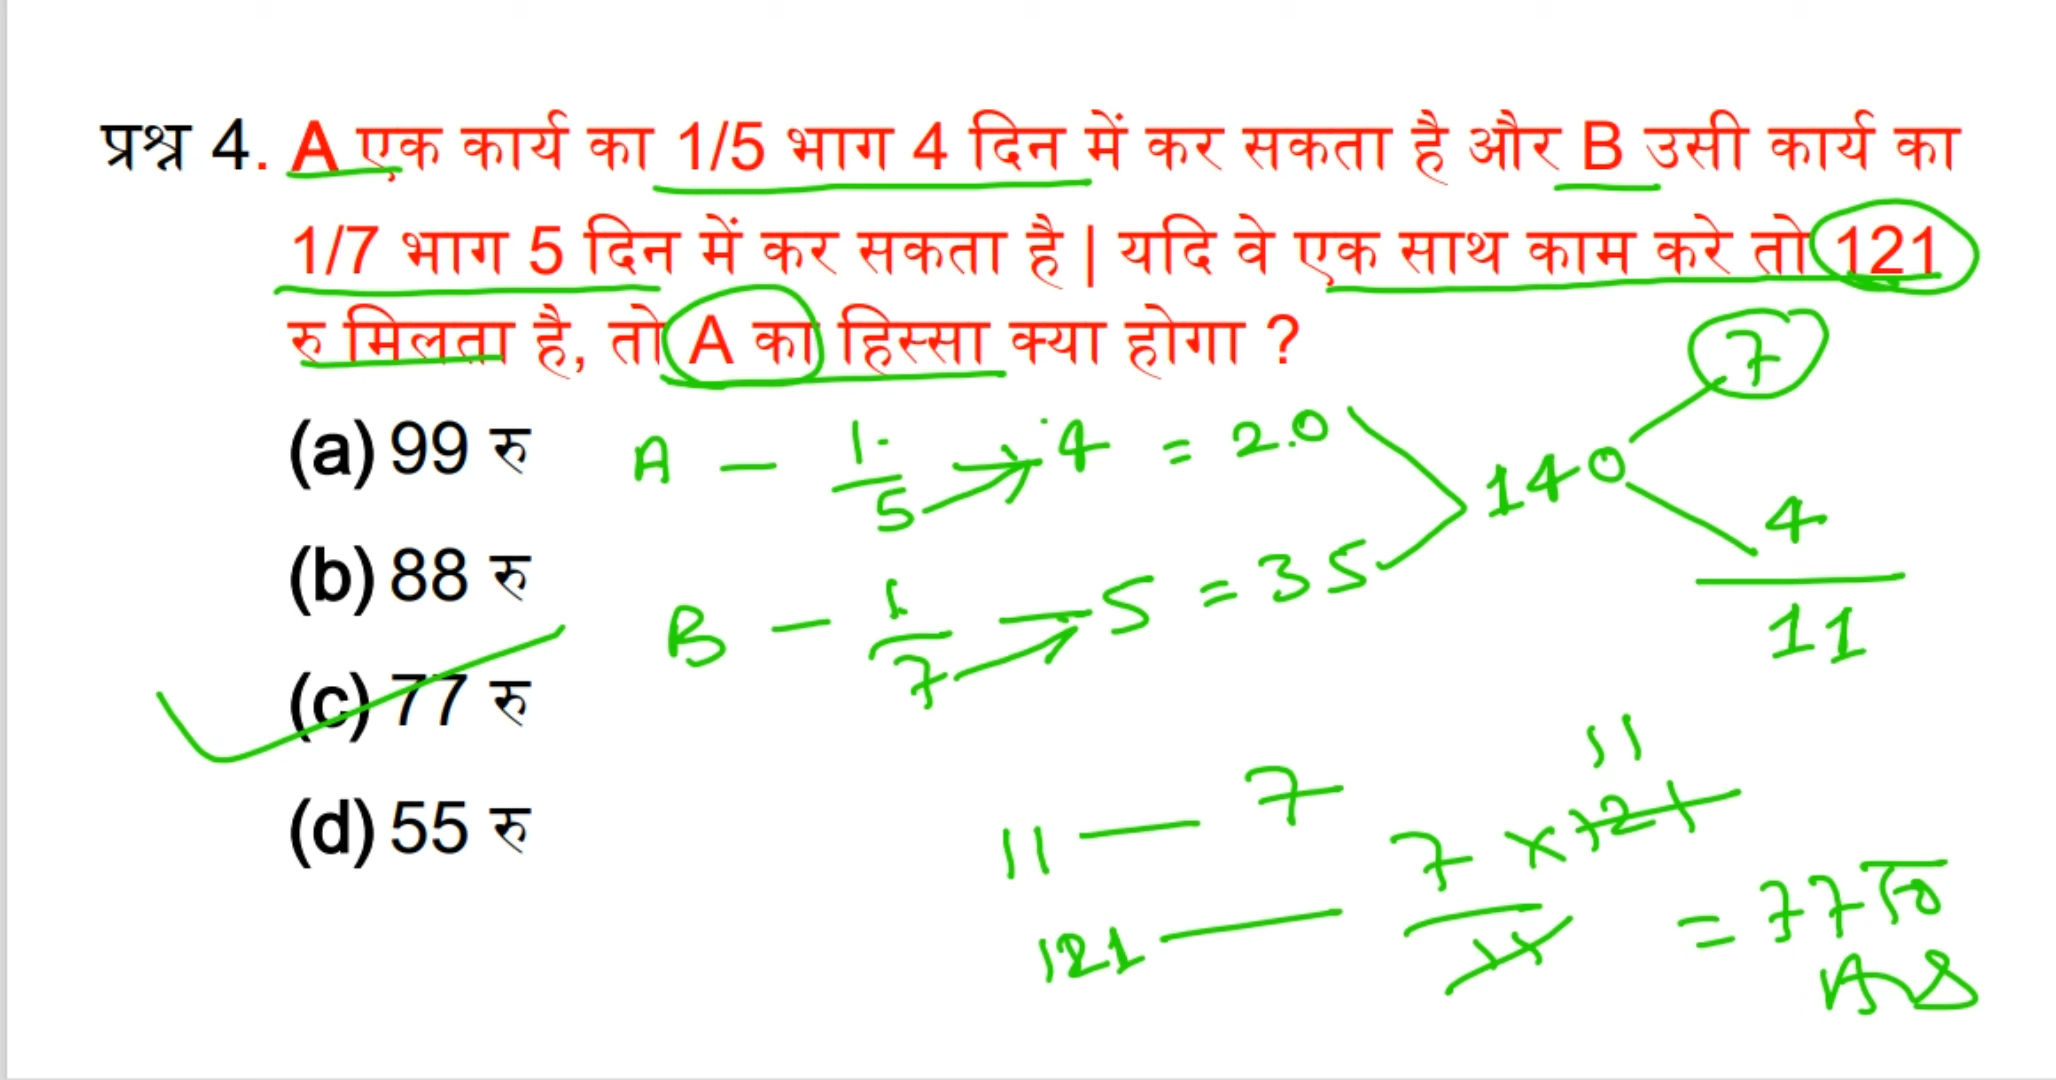 प्रश्न 4. A एक कार्य का 1/5 भाग 4 दिन में कर सकता है और B उसी कार्य का
1/7 भाग 5 दिन में कर सकता है | यदि वे एक साथ काम करे तो 121
रु मिलता है, तो A का हिस्सा क्या होगा ?
(a) 99 रु
(b) 88 रु
(c) 77 रु
(d) 55 रु
A — 1/5 → 4 = 20
B — 1/7 → 5 = 35
140
7
4
11
11 — 7
121 — 7 × 121 / 11
11
= 77 रु
Ans